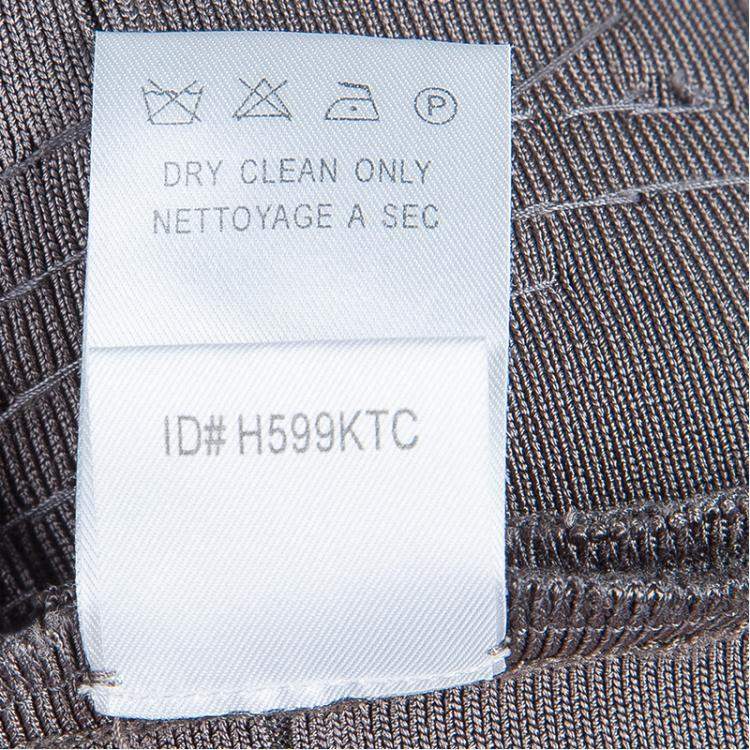 P
DRY CLEAN ONLY
NETTOYAGE A SEC
ID# H599KTC